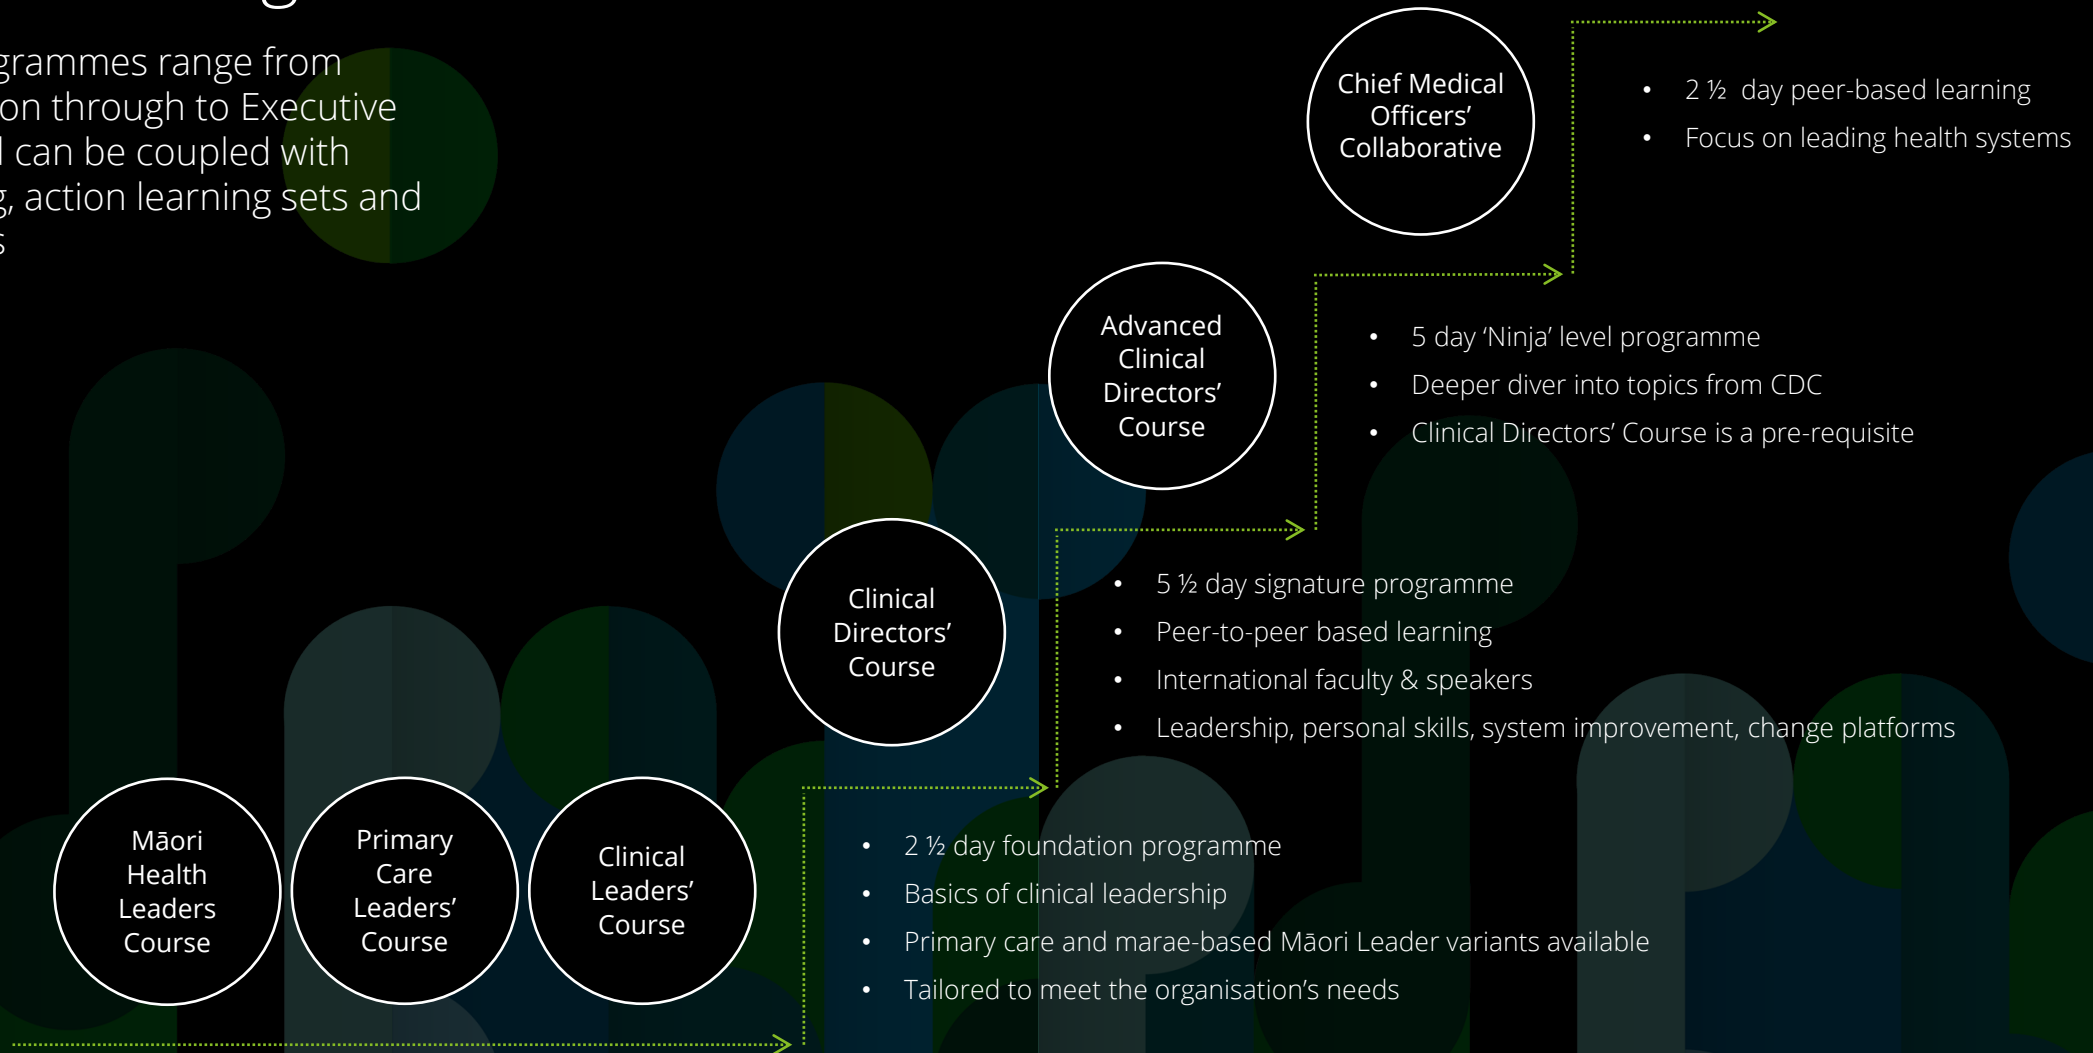 g
grammes range from
on through to Executive
can be coupled with
g, action learning sets and
s
Chief Medical
Officers’
Collaborative
• 2 ½ day peer-based learning
• Focus on leading health systems
Advanced
Clinical
Directors’
Course
• 5 day ‘Ninja’ level programme
• Deeper diver into topics from CDC
• Clinical Directors’ Course is a pre-requisite
Clinical
Directors’
Course
• 5 ½ day signature programme
• Peer-to-peer based learning
• International faculty & speakers
• Leadership, personal skills, system improvement, change platforms
Māori
Health
Leaders
Course
Primary
Care
Leaders’
Course
Clinical
Leaders’
Course
• 2 ½ day foundation programme
• Basics of clinical leadership
• Primary care and marae-based Māori Leader variants available
• Tailored to meet the organisation’s needs